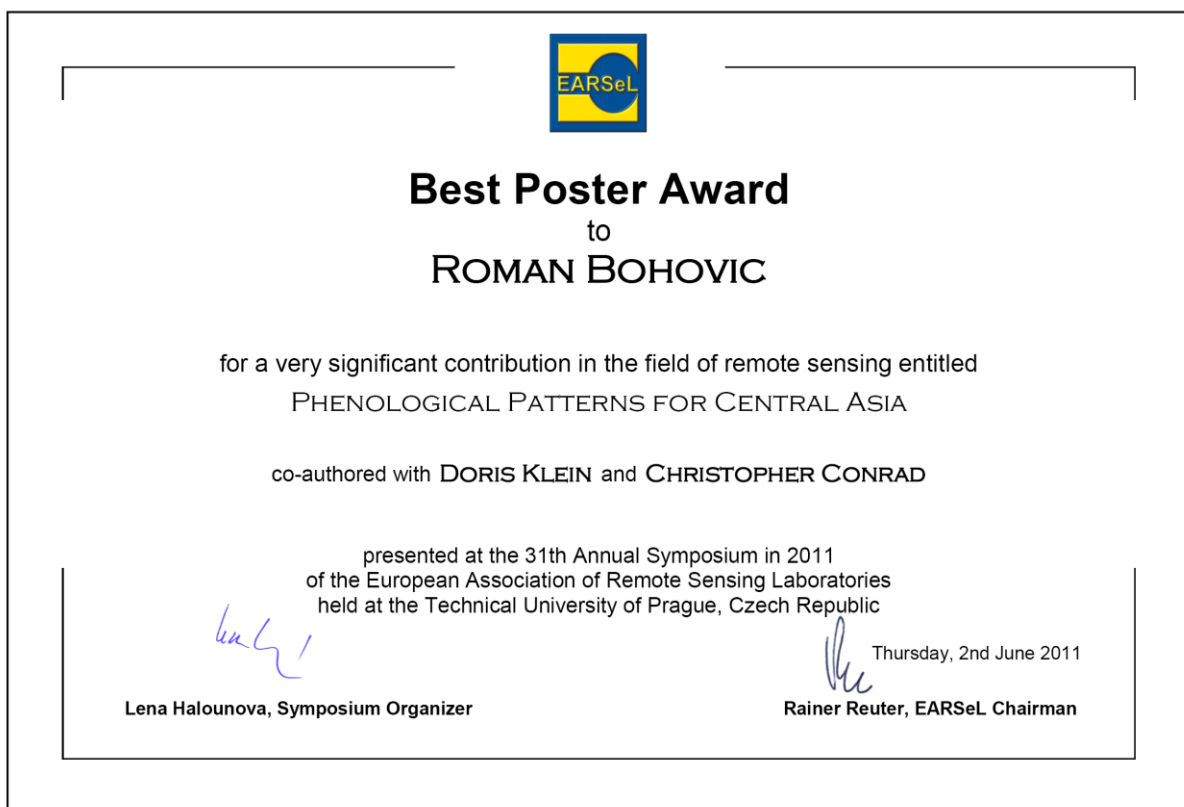 EARSeL
Best Poster Award
to
ROMAN BOHOVIC
for a very significant contribution in the field of remote sensing entitled
PHENOLOGICAL PATTERNS FOR CENTRAL ASIA
co-authored with DORIS KLEIN and CHRISTOPHER CONRAD
presented at the 31th Annual Symposium in 2011
of the European Association of Remote Sensing Laboratories
held at the Technical University of Prague, Czech Republic
Thursday, 2nd June 2011
Lena Halounova, Symposium Organizer
Rainer Reuter, EARSeL Chairman